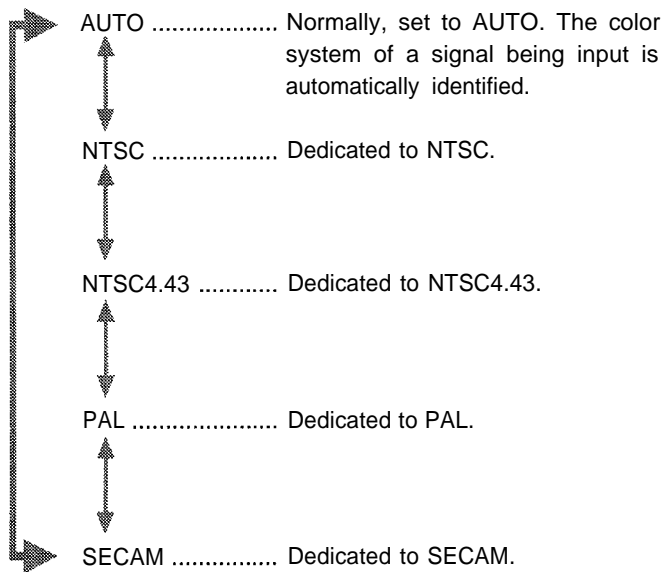 AUTO ................... Normally, set to AUTO. The color
system of a signal being input is
automatically identified.
NTSC ................... Dedicated to NTSC.
NTSC4.43 ............ Dedicated to NTSC4.43.
PAL ...................... Dedicated to PAL.
SECAM ................ Dedicated to SECAM.